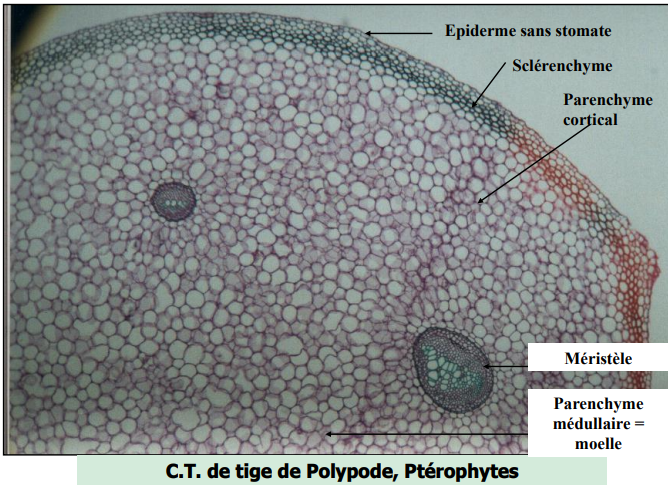 Epiderme sans stomate
Sclérenchyme
Parenchyme
cortical
Méristèle
Parenchyme
médullaire =
moelle
C.T. de tige de Polypode, Ptérophytes